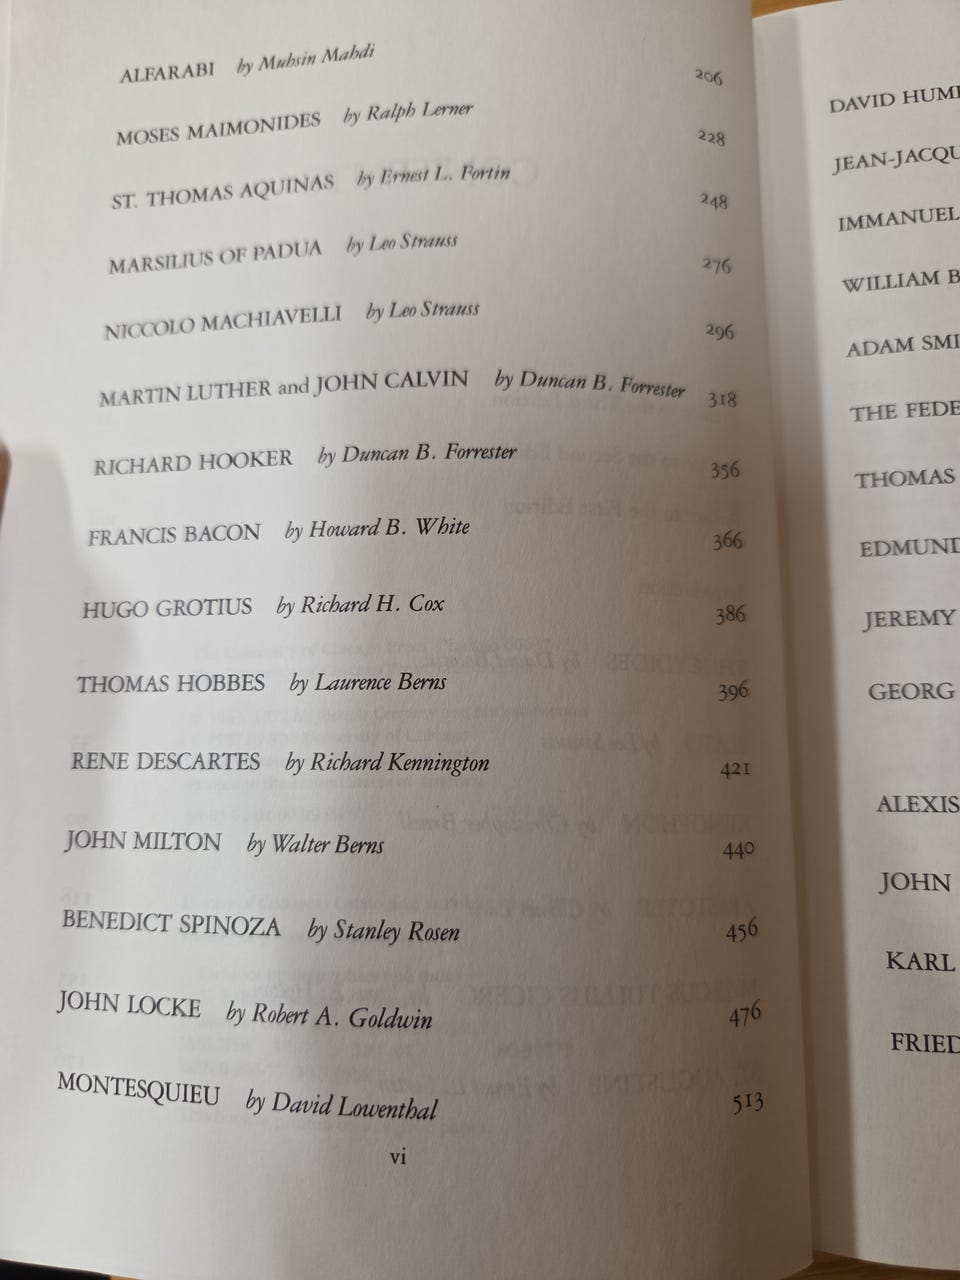 ALFARABI by Muhsin Mahdi 206
MOSES MAIMONIDES by Ralph Lerner 228
ST. THOMAS AQUINAS by Ernest L. Fortin 248
MARSILIUS OF PADUA by Leo Strauss 276
NICCOLO MACHIAVELLI by Leo Strauss 296
MARTIN LUTHER and JOHN CALVIN by Duncan B. Forrester 318
RICHARD HOOKER by Duncan B. Forrester 356
FRANCIS BACON by Howard B. White 366
HUGO GROTIUS by Richard H. Cox 386
THOMAS HOBBES by Laurence Berns 396
RENE DESCARTES by Richard Kennington 421
JOHN MILTON by Walter Berns 440
BENEDICT SPINOZA by Stanley Rosen 456
JOHN LOCKE by Robert A. Goldwin 476
MONTESQUIEU by David Lowenthal 513
vi
DAVID HUM
JEAN-JACQU
IMMANUEL
WILLIAM B
ADAM SMI
THE FEDE
THOMAS
EDMUND
JEREMY
GEORG
ALEXIS
JOHN
KARL
FRIED